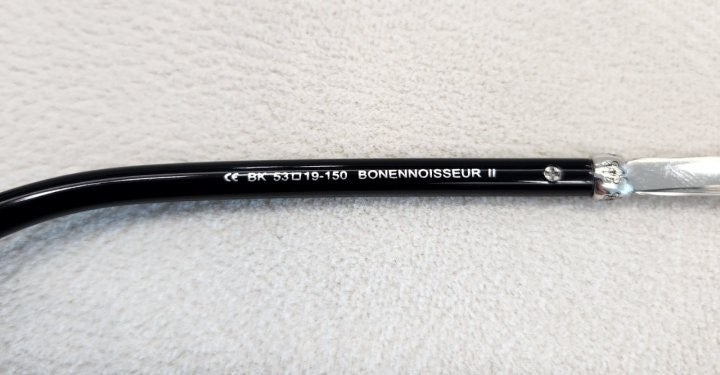 CE BK 53□19-150 BONENNOISSEUR II